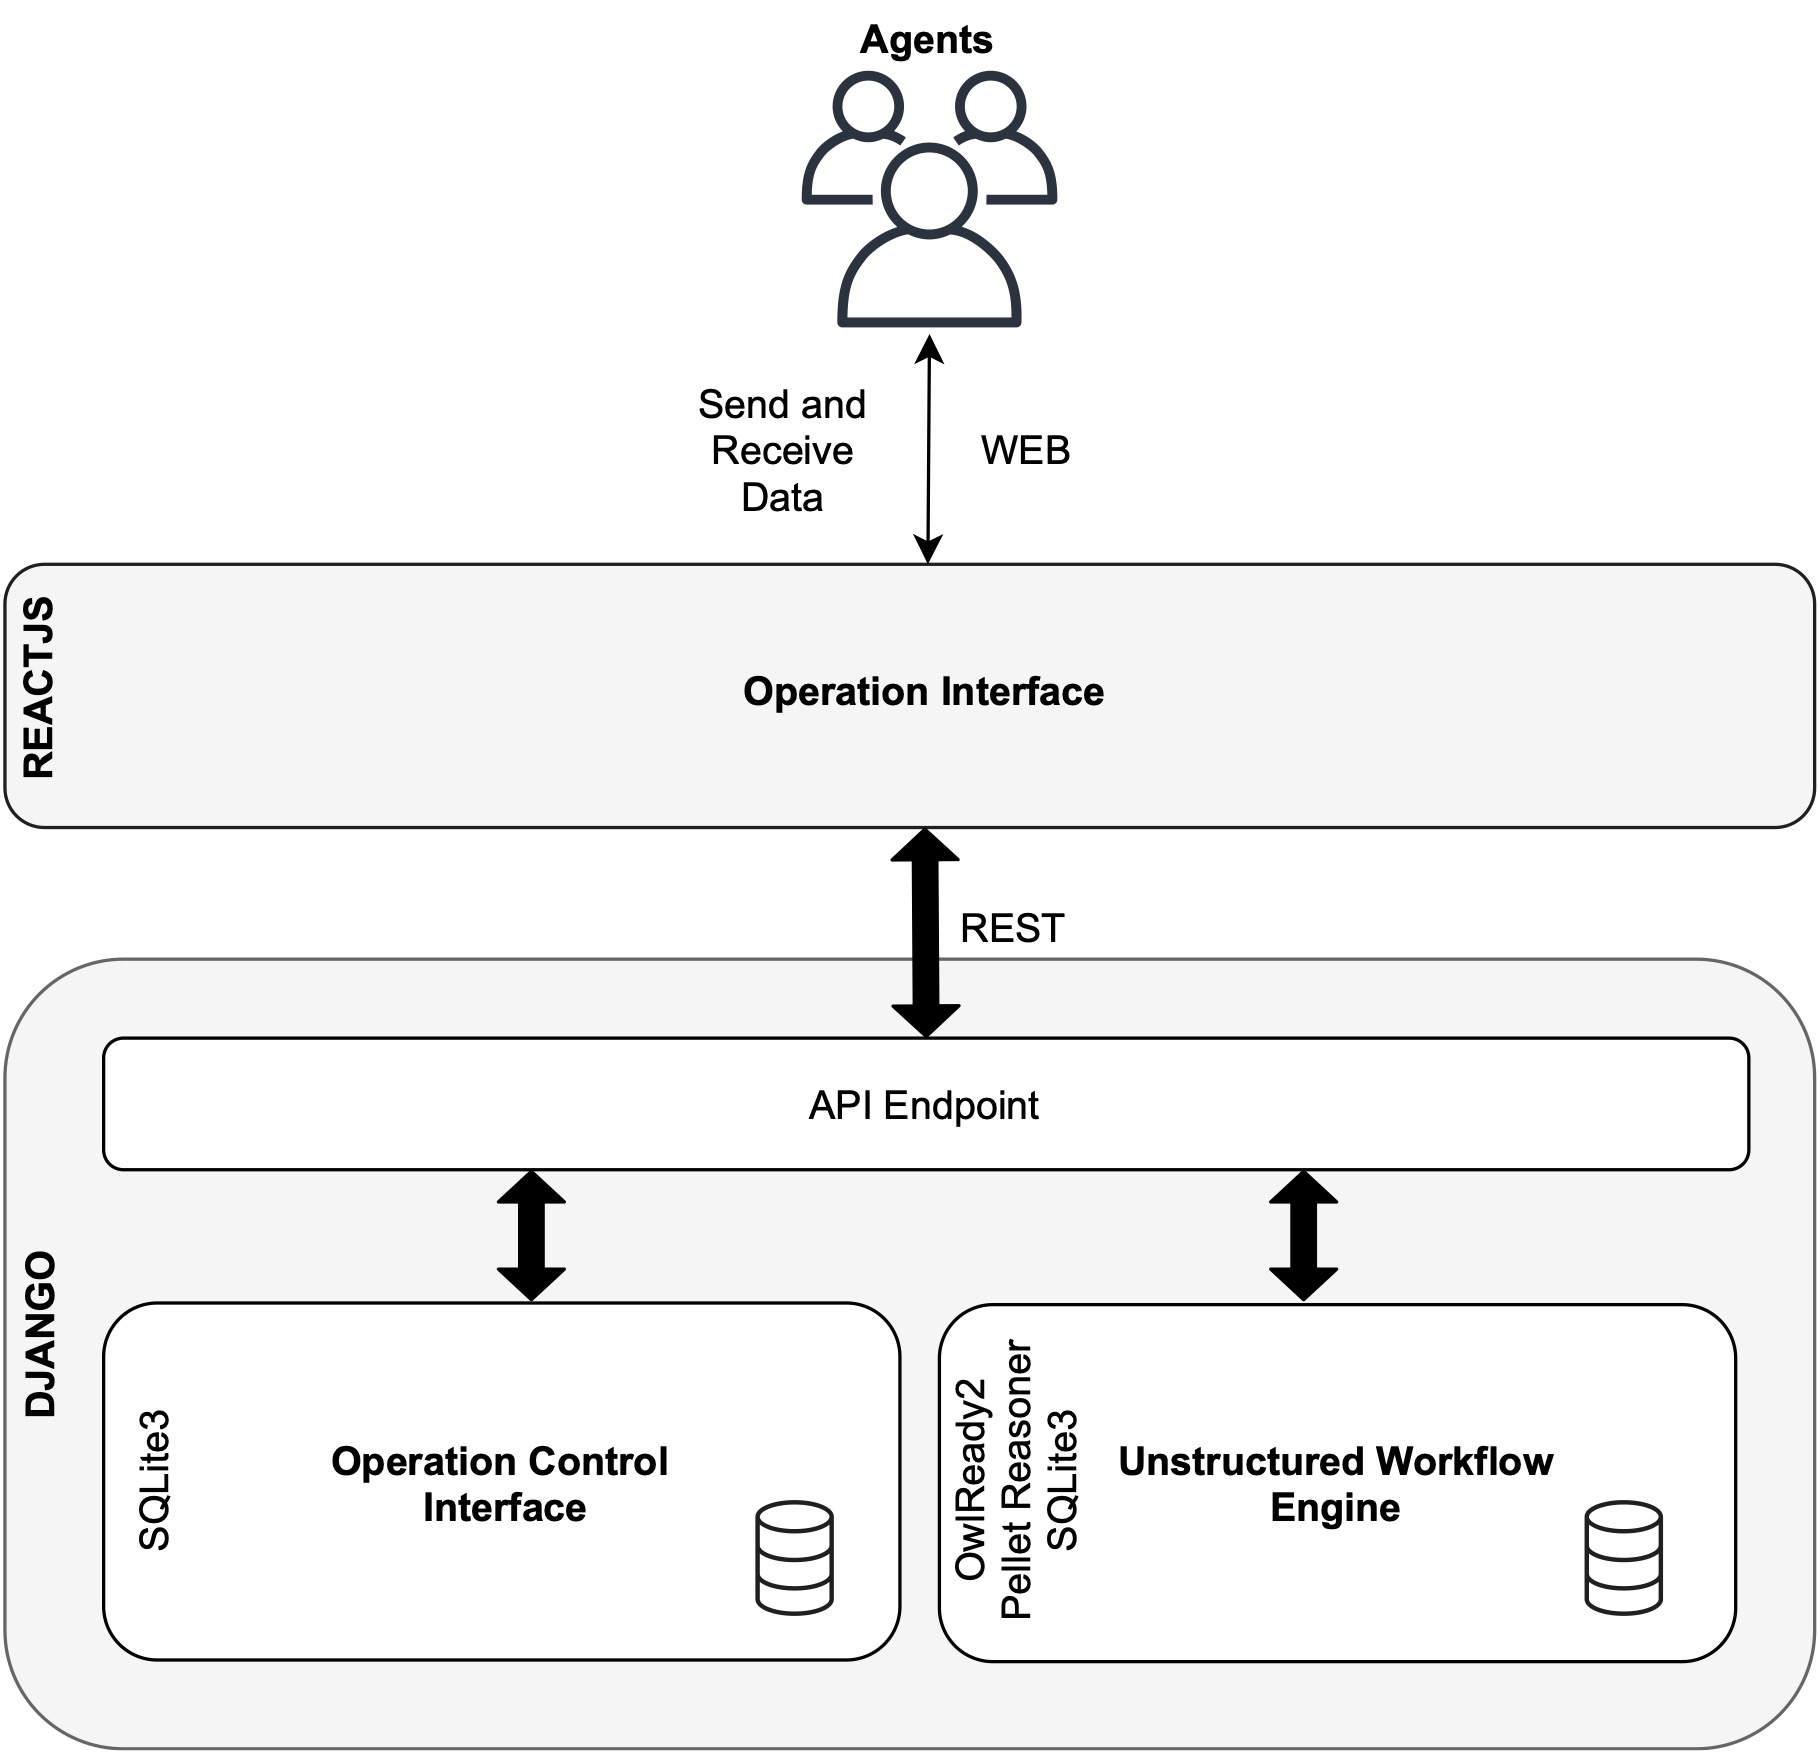 Agents
Send and
Receive
Data
WEB
REACTJS
Operation Interface
REST
API Endpoint
DJANGO
SQLite3
Operation Control
Interface
OwlReady2
Pellet Reasoner
SQLite3
Unstructured Workflow
Engine